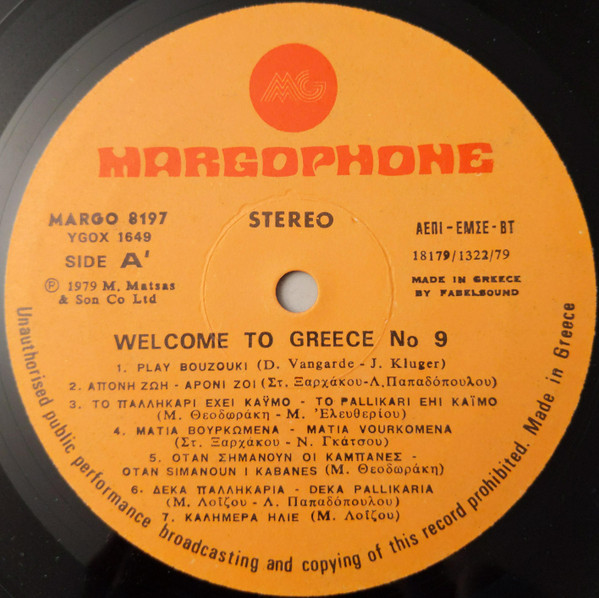 MG
MARGOPHONE
MARGO 8197
YGOX 1649
SIDE A'
℗ 1979 M. Matsas
& Son Co Ltd
STEREO
ΑΕΠΙ - ΕΜΣΕ - ΒΤ
18179/1322/79
MADE IN GREECE
BY FABELSOUND
WELCOME TO GREECE No 9
1. PLAY BOUZOUKI (D. Vangarde - J. Kluger)
2. ΑΠΟΝΗ ΖΩΗ - APONI ZOI (Στ. Ξαρχάκου - Λ. Παπαδόπουλου)
3. ΤΟ ΠΑΛΛΗΚΑΡΙ ΕΧΕΙ ΚΑΫΜΟ - TO PALLIKARI EHI KAÏMO
(Μ. Θεοδωράκη - Μ. Ἐλευθερίου)
4. ΜΑΤΙΑ ΒΟΥΡΚΩΜΕΝΑ - MATIA VOURKOMENA
(Στ. Ξαρχάκου - Ν. Γκάτσου)
5. ΟΤΑΝ ΣΗΜΑΝΟΥΝ ΟΙ ΚΑΜΠΑΝΕΣ -
OTAN SIMANOUN I KABANES (Μ. Θεοδωράκη)
6. ΔΕΚΑ ΠΑΛΛΗΚΑΡΙΑ - DEKA PALLIKARIA
(Μ. Λοΐζου - Λ. Παπαδόπουλου)
7. ΚΑΛΗΜΕΡΑ ΗΛΙΕ (Μ. Λοΐζου)
Unauthorised public performance broadcasting and copying of this record prohibited. Made in Greece